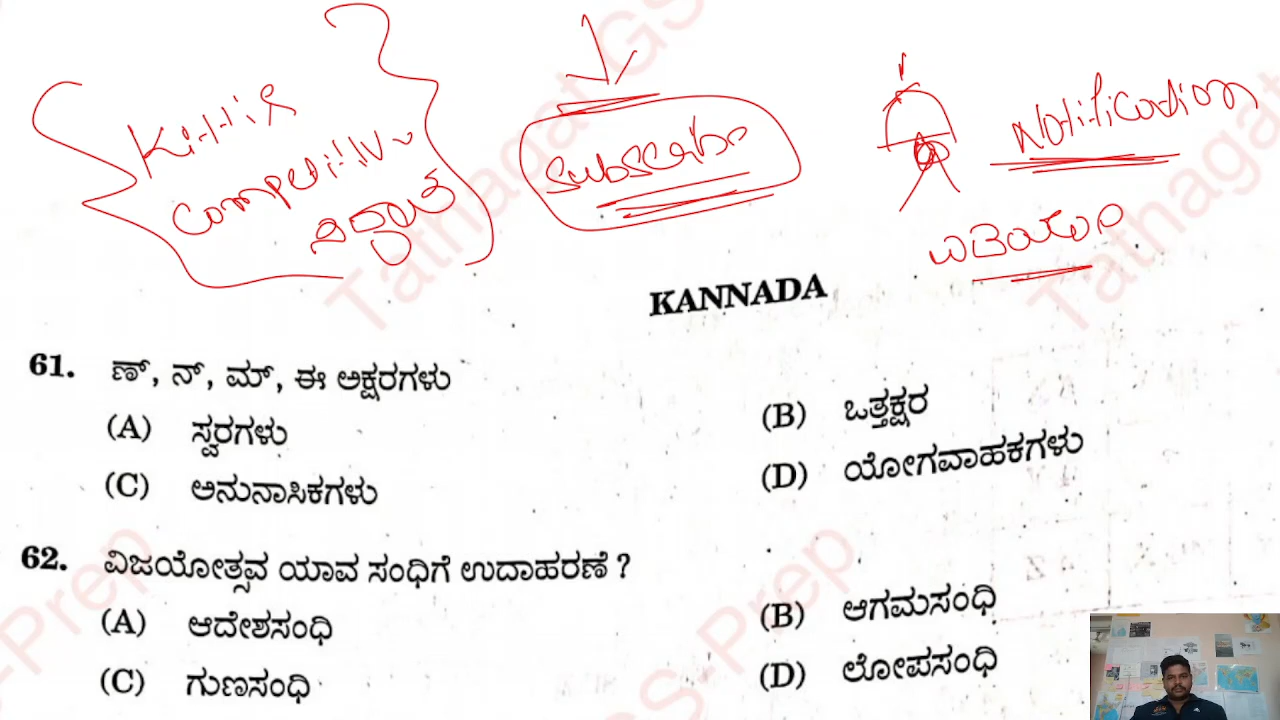 Subscribe
Notification
KANNADA
61. ಣ್, ನ್, ಮ್, ಈ ಅಕ್ಷರಗಳು
(A) ಸ್ವರಗಳು
(B) ಒತ್ತಕ್ಷರ
(C) ಅನುನಾಸಿಕಗಳು
(D) ಯೋಗವಾಹಕಗಳು
62. ವಿಜಯೋತ್ಸವ ಯಾವ ಸಂಧಿಗೆ ಉದಾಹರಣೆ ?
(A) ಆದೇಶಸಂಧಿ
(B) ಆಗಮಸಂಧಿ
(C) ಗುಣಸಂಧಿ
(D) ಲೋಪಸಂಧಿ